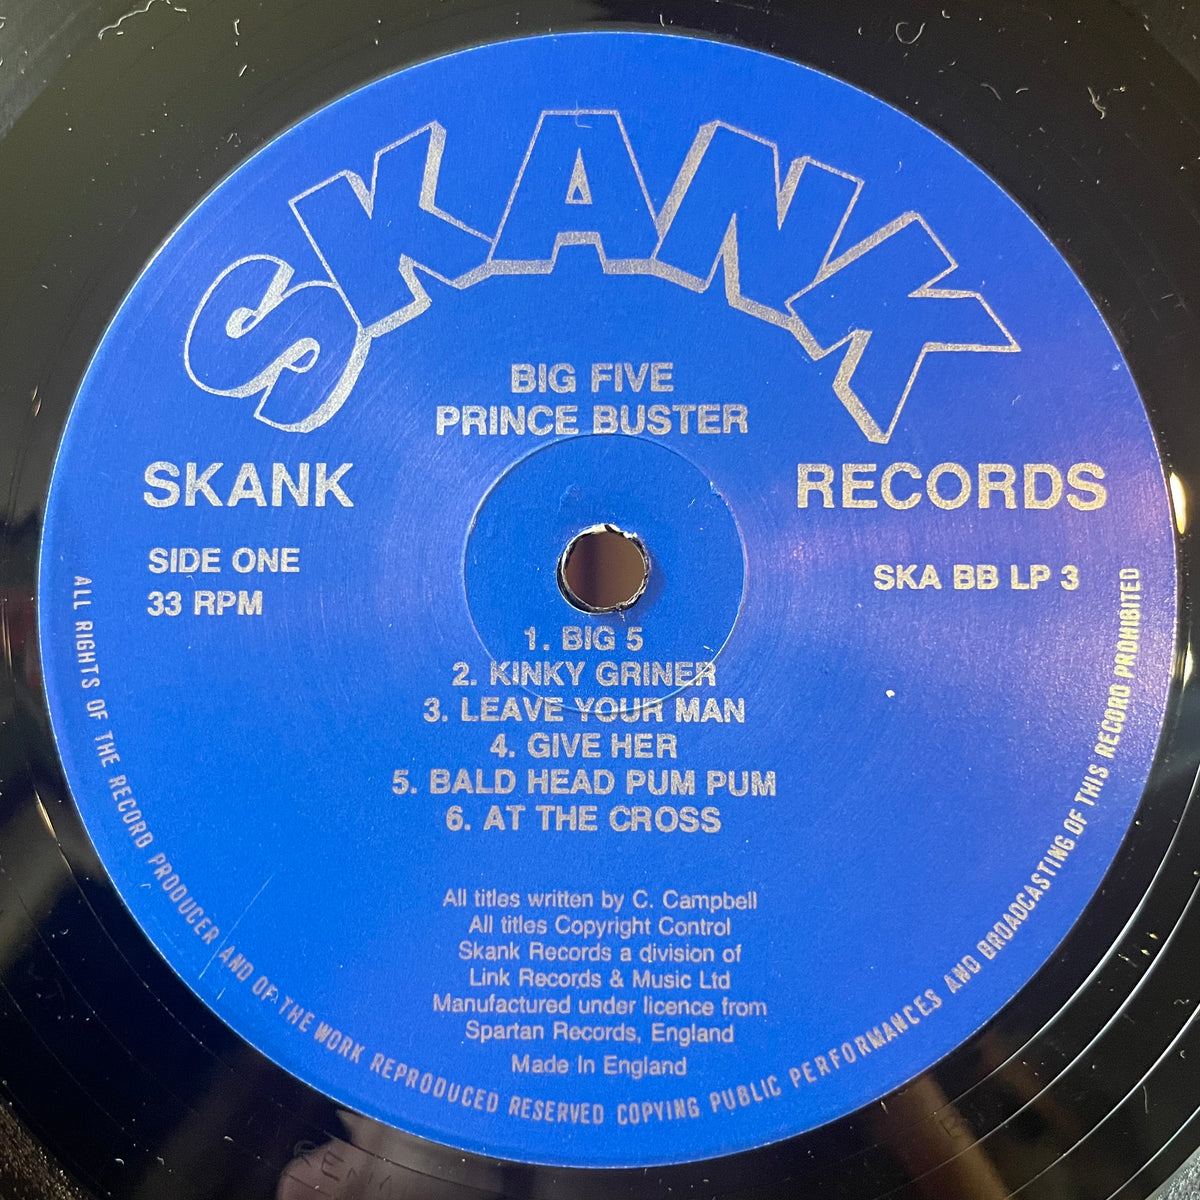 SKANK
BIG FIVE
PRINCE BUSTER
SKANK RECORDS
SIDE ONE
33 RPM
SKA BB LP 3
1. BIG 5
2. KINKY GRINER
3. LEAVE YOUR MAN
4. GIVE HER
5. BALD HEAD PUM PUM
6. AT THE CROSS
All titles written by C. Campbell
All titles Copyright Control
Skank Records a division of
Link Records & Music Ltd
Manufactured under licence from
Spartan Records, England
Made In England
ALL RIGHTS OF THE RECORD PRODUCER AND OF THE WORK REPRODUCED RESERVED COPYING PUBLIC PERFORMANCES AND BROADCASTING OF THIS RECORD PROHIBITED